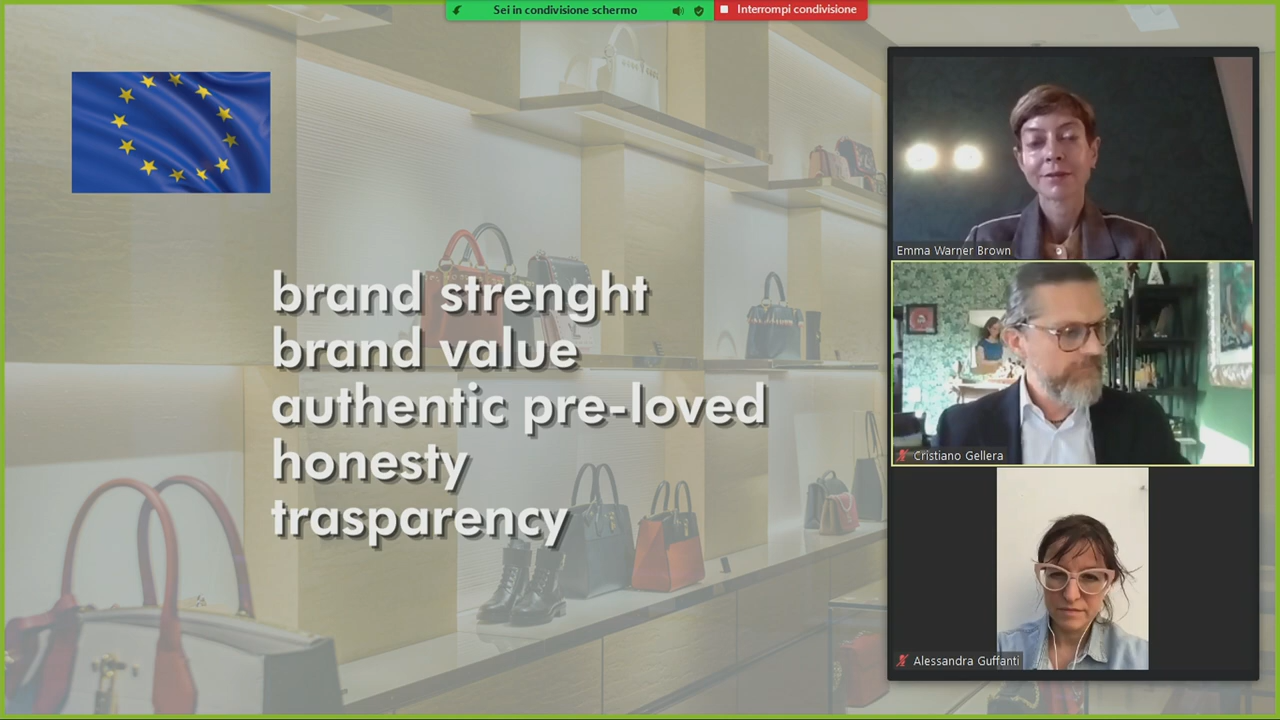 Sei in condivisione schermo
Interrompi condivisione
brand strenght
brand value
authentic pre-loved
honesty
trasparency
Emma Warner Brown
Cristiano Gellera
Alessandra Guffanti